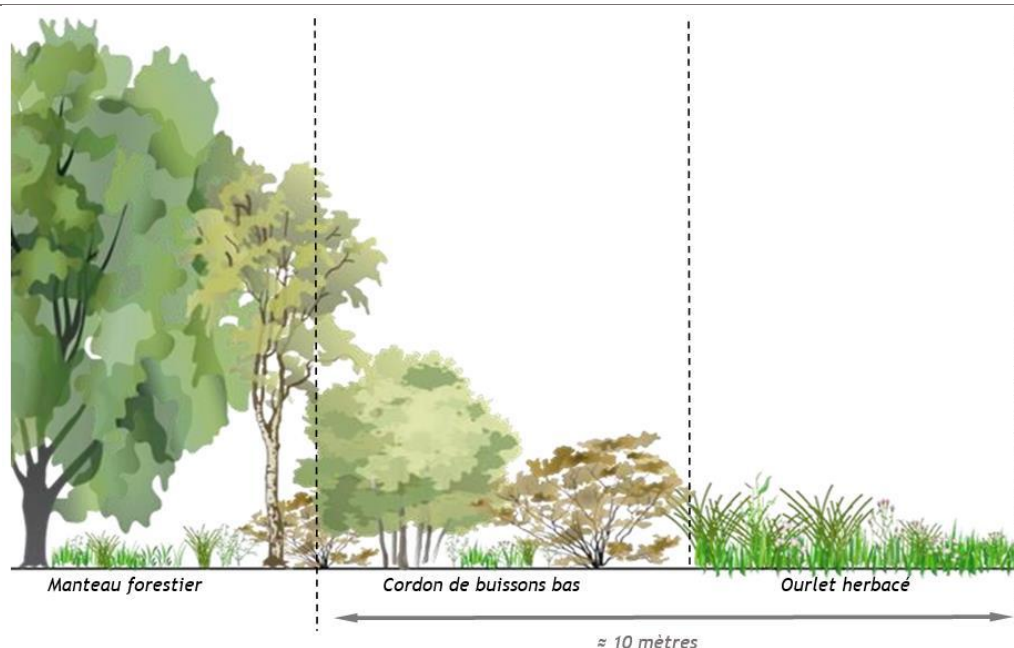 Manteau forestier
Cordon de buissons bas
Ourlet herbacé
≈ 10 mètres